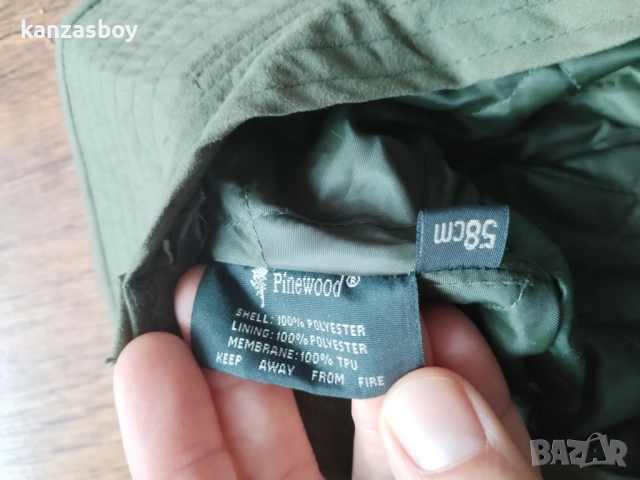 kanzasboy
58cm
Pinewood®
SHELL: 100% POLYESTER
LINING: 100% POLYESTER
MEMBRANE: 100% TPU
KEEP AWAY FROM FIRE
BAZAR